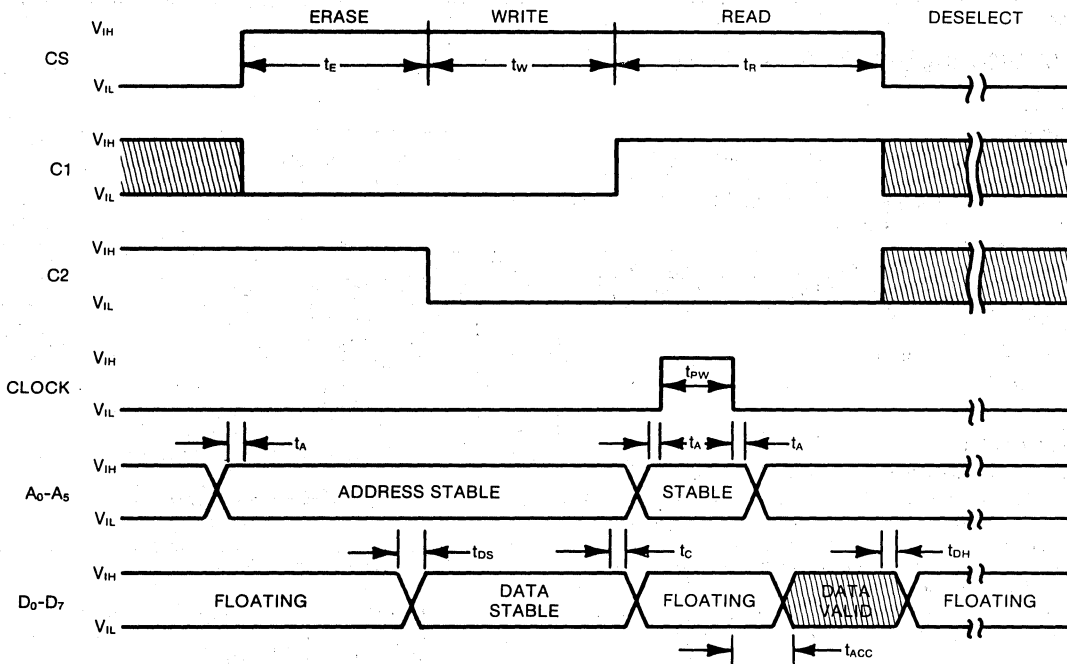 ERASE WRITE READ DESELECT
VIH
CS
tE tW tR
VIL
VIH
C1
VIL
VIH
C2
VIL
VIH
tPW
CLOCK
VIL
tA tA tA
VIH
A0-A5 ADDRESS STABLE STABLE
VIL
tDS tC tDH
VIH
D0-D7 FLOATING DATA STABLE FLOATING DATA VALID FLOATING
VIL
tACC